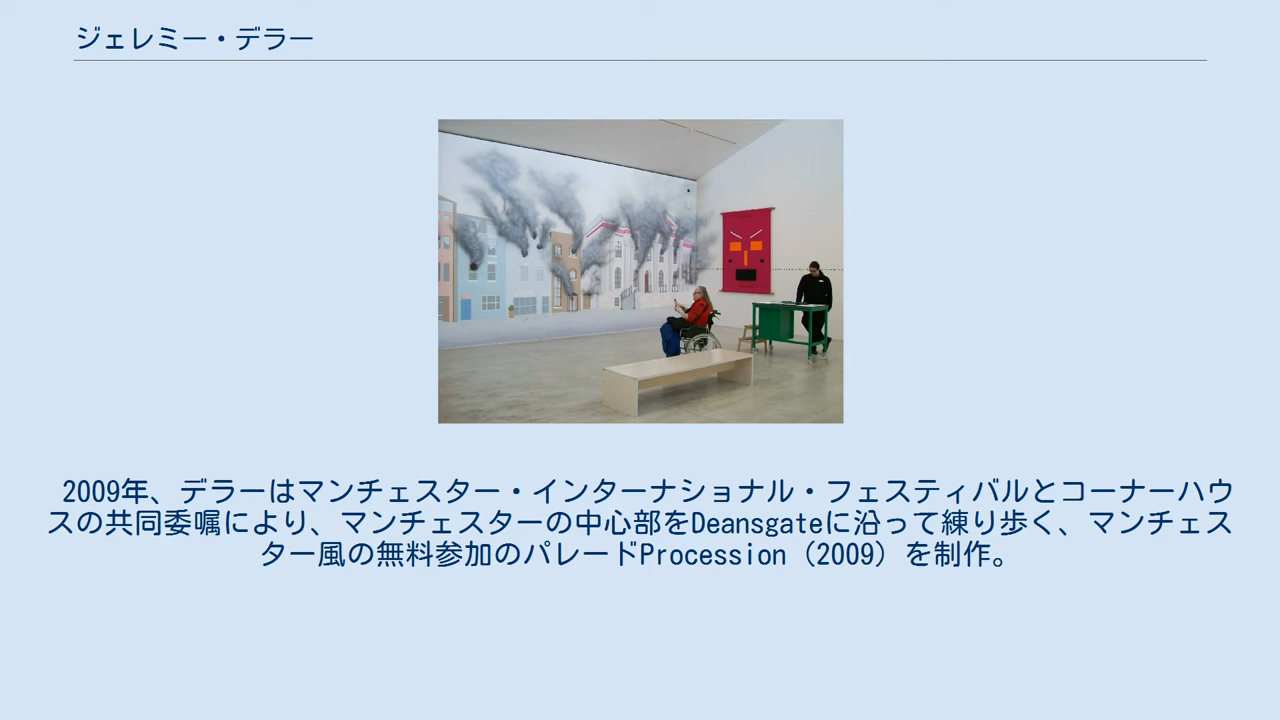 ジェレミー・デラー
2009年、デラーはマンチェスター・インターナショナル・フェスティバルとコーナーハウ
スの共同委嘱により、マンチェスターの中心部をDeansgateに沿って練り歩く、マンチェス
ター風の無料参加のパレードProcession（2009）を制作。